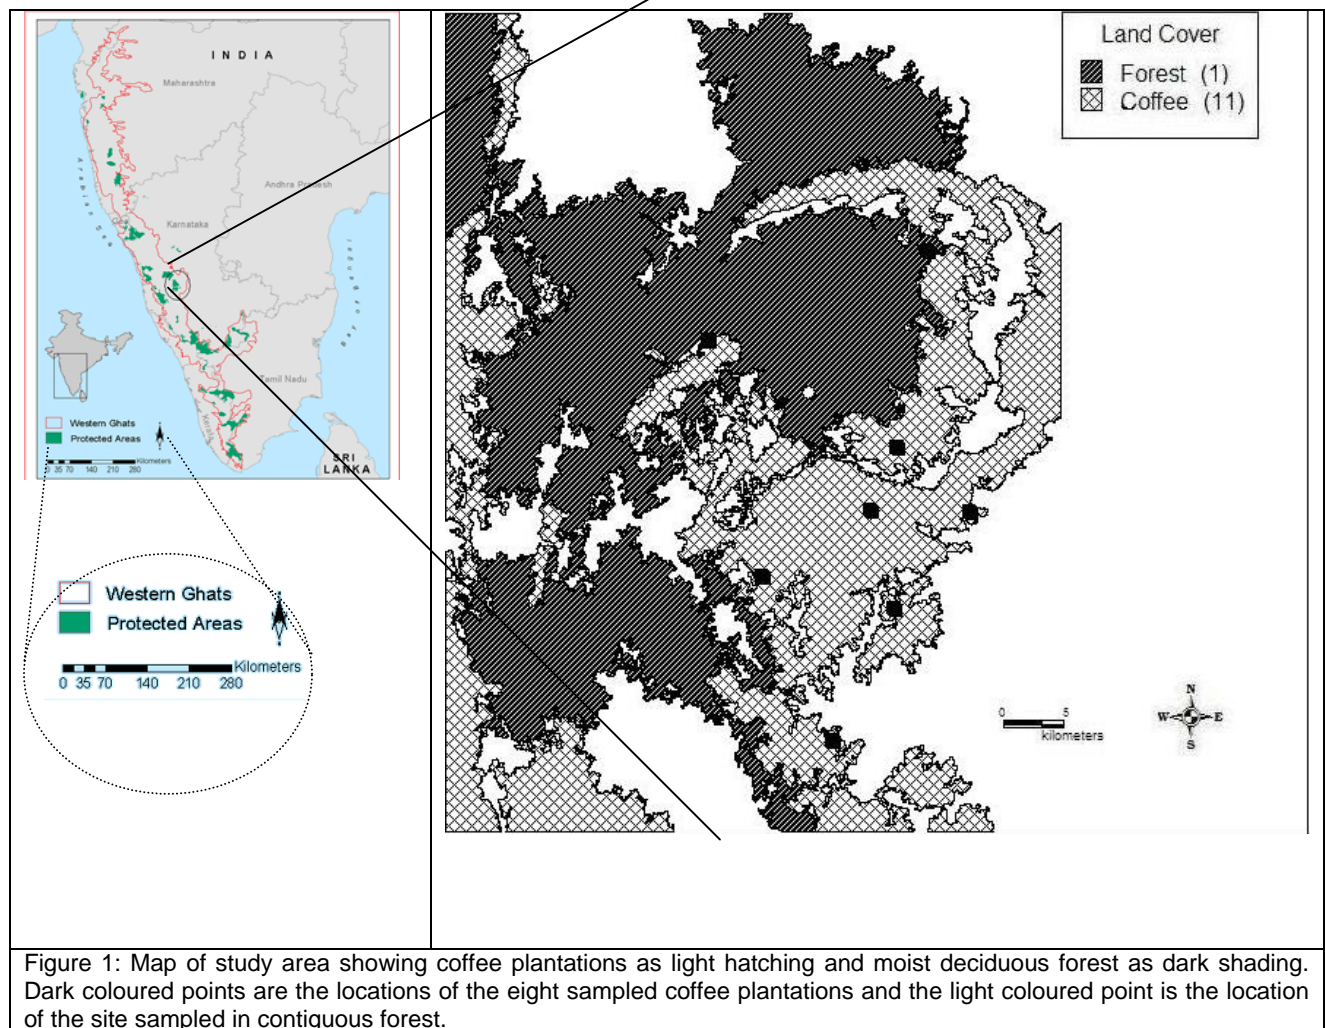 I N D I A
Maharashtra
Andhra Pradesh
Arabian Sea
Goa
Karnataka
Tamil Nadu
Kerala
SRI
LANKA
Western Ghats
Protected Areas
Kilometers
0 35 70 140 210 280
Western Ghats
Protected Areas
Kilometers
0 35 70 140 210 280
Land Cover
Forest (1)
Coffee (11)
0 5
kilometers
N
W E
S
Figure 1: Map of study area showing coffee plantations as light hatching and moist deciduous forest as dark shading.
Dark coloured points are the locations of the eight sampled coffee plantations and the light coloured point is the location
of the site sampled in contiguous forest.